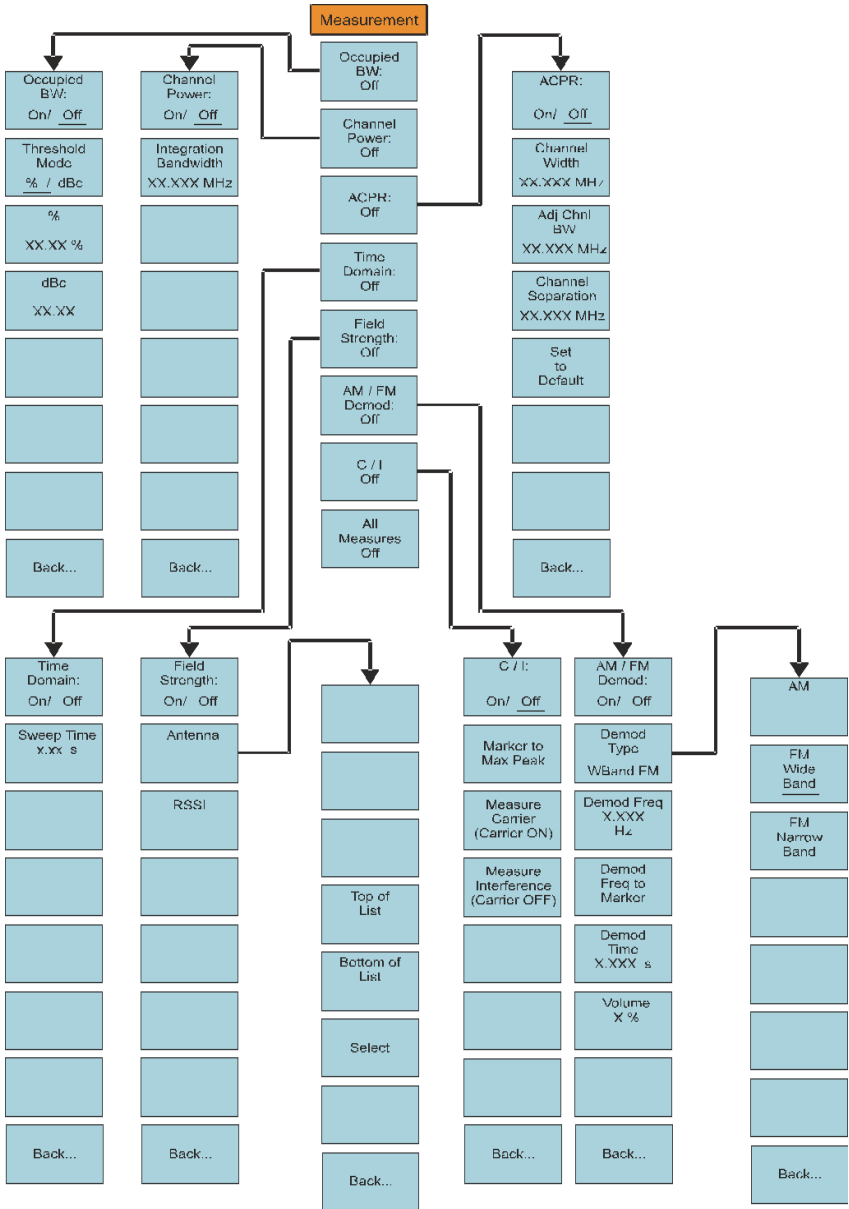 Measurement
Occupied
BW:
Off
Channel
Power:
Off
ACPR:
Off
Time
Domain:
Off
Field
Strength:
Off
AM / FM
Demod:
Off
C / I
Off
All
Measures
Off
Occupied
BW:
On/ Off
Threshold
Mode
% / dBc
%
XX.XX %
dBc
XX.XX
Back...
Channel
Power:
On/ Off
Integration
Bandwidth
XX.XXX MHz
Back...
ACPR:
On/ Off
Channel
Width
XX.XXX MHz
Adj Chnl
BW
XX.XXX MHz
Channel
Separation
XX.XXX MHz
Set
to
Default
Back...
Time
Domain:
On/ Off
Sweep Time
x.xx s
Back...
Field
Strength:
On/ Off
Antenna
RSSI
Back...
Top of
List
Bottom of
List
Select
Back...
C / I:
On/ Off
Marker to
Max Peak
Measure
Carrier
(Carrier ON)
Measure
Interference
(Carrier OFF)
Back...
AM / FM
Demod:
On/ Off
Demod
Type
WBand FM
Demod Freq
X.XXX
Hz
Demod
Freq to
Marker
Demod
Time
X.XXX s
Volume
X %
Back...
AM
FM
Wide
Band
FM
Narrow
Band
Back...